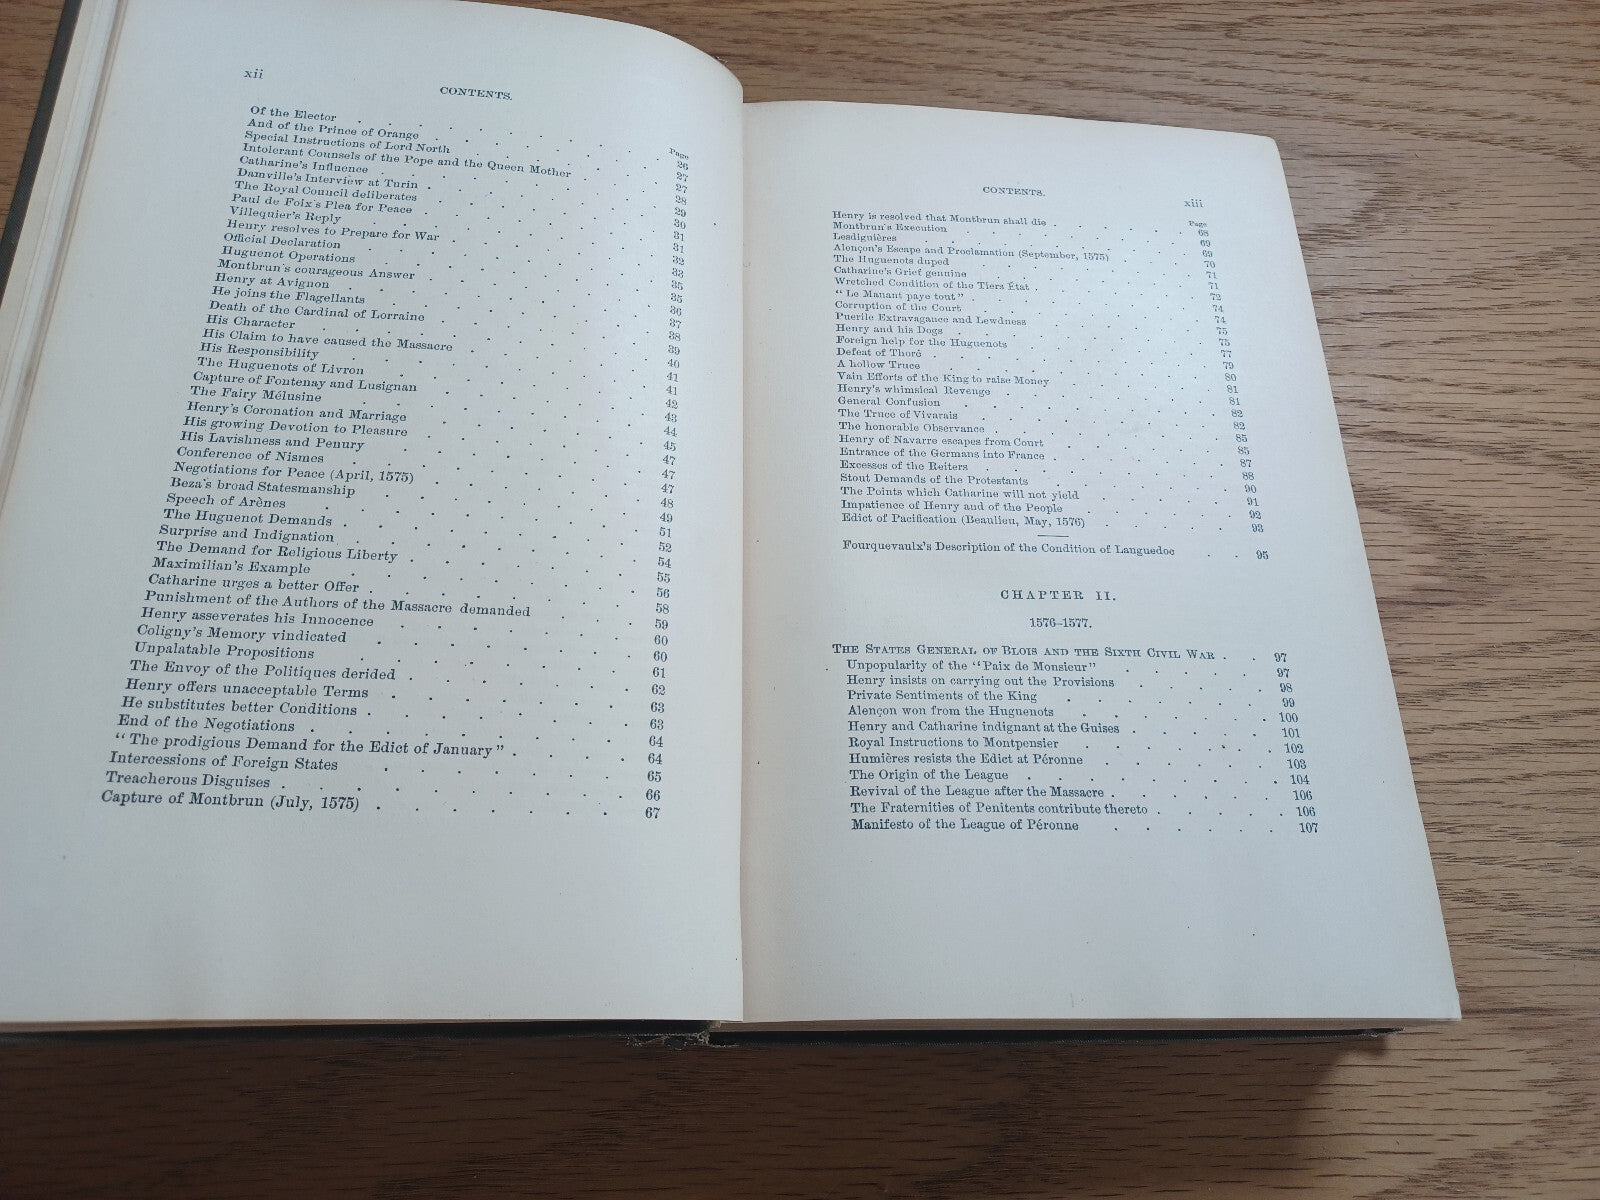 xii
CONTENTS.
Page
Of the Elector . . . . . . . 26
And of the Prince of Orange . . . . . . 27
Special Instructions of Lord North . . . . . . 27
Intolerant Counsels of the Pope and the Queen Mother . . . 28
Catharine's Influence . . . . . . . 29
Damville's Interview at Turin . . . . . . 30
The Royal Council deliberates . . . . . . 31
Paul de Foix's Plea for Peace . . . . . . 31
Villequier's Reply . . . . . . . 32
Henry resolves to Prepare for War . . . . . . 33
Official Declaration . . . . . . . 35
Huguenot Operations . . . . . . . 35
Montbrun's courageous Answer . . . . . . 36
Henry at Avignon . . . . . . . 37
He joins the Flagellants . . . . . . . 38
Death of the Cardinal of Lorraine . . . . . . 39
His Character . . . . . . . 40
His Claim to have caused the Massacre . . . . . 41
His Responsibility . . . . . . . 41
The Huguenots of Livron . . . . . . . 42
Capture of Fontenay and Lusignan . . . . . . 43
The Fairy Mélusine . . . . . . . 44
Henry's Coronation and Marriage . . . . . . 45
His growing Devotion to Pleasure . . . . . . 47
His Lavishness and Penury . . . . . . 47
Conference of Nismes . . . . . . . 47
Negotiations for Peace (April, 1575) . . . . . . 48
Beza's broad Statesmanship . . . . . . 49
Speech of Arènes . . . . . . . 51
The Huguenot Demands . . . . . . . 52
Surprise and Indignation . . . . . . . 54
The Demand for Religious Liberty . . . . . . 55
Maximilian's Example . . . . . . . 56
Catharine urges a better Offer . . . . . . . 58
Punishment of the Authors of the Massacre demanded . . . 59
Henry asseverates his Innocence . . . . . . 60
Coligny's Memory vindicated . . . . . . 60
Unpalatable Propositions . . . . . . 61
The Envoy of the Politiques derided . . . . . . 62
Henry offers unacceptable Terms . . . . . . 63
He substitutes better Conditions . . . . . . 63
End of the Negotiations . . . . . . . 64
"The prodigious Demand for the Edict of January" . . . . 64
Intercessions of Foreign States . . . . . . 65
Treacherous Disguises . . . . . . . 66
Capture of Montbrun (July, 1575) . . . . . . 67
CONTENTS.
xiii
Page
Henry is resolved that Montbrun shall die . . . . . 68
Montbrun's Execution . . . . . . . 69
Lesdiguières . . . . . . . 69
Alençon's Escape and Proclamation (September, 1575) . . . 70
The Huguenots duped . . . . . . . 71
Catharine's Grief genuine . . . . . . 71
Wretched Condition of the Tiers État . . . . . . 72
"Le Manant paye tout" . . . . . . . 74
Corruption of the Court . . . . . . . 74
Puerile Extravagance and Lewdness . . . . . . 75
Henry and his Dogs . . . . . . . 75
Foreign help for the Huguenots . . . . . . 77
Defeat of Thoré . . . . . . . 79
A hollow Truce . . . . . . . 80
Vain Efforts of the King to raise Money . . . . . 81
Henry's whimsical Revenge . . . . . . 81
General Confusion . . . . . . . 82
The Truce of Vivarais . . . . . . . 82
The honorable Observance . . . . . . . 85
Henry of Navarre escapes from Court . . . . . 85
Entrance of the Germans into France . . . . . . 87
Excesses of the Reiters . . . . . . . 88
Stout Demands of the Protestants . . . . . . 90
The Points which Catharine will not yield . . . . . 91
Impatience of Henry and of the People . . . . . 92
Edict of Pacification (Beaulieu, May, 1576) . . . . . 93
Fourquevaulx's Description of the Condition of Languedoc . . 95
CHAPTER II.
1576–1577.
THE STATES GENERAL OF BLOIS AND THE SIXTH CIVIL WAR . . 97
Unpopularity of the "Paix de Monsieur" . . . . . 97
Henry insists on carrying out the Provisions . . . . 98
Private Sentiments of the King . . . . . . 99
Alençon won from the Huguenots . . . . . . 100
Henry and Catharine indignant at the Guises . . . . 101
Royal Instructions to Montpensier . . . . . 102
Humières resists the Edict at Péronne . . . . . 103
The Origin of the League . . . . . . . 104
Revival of the League after the Massacre . . . . . 106
The Fraternities of Penitents contribute thereto . . . . 106
Manifesto of the League of Péronne . . . . . 107